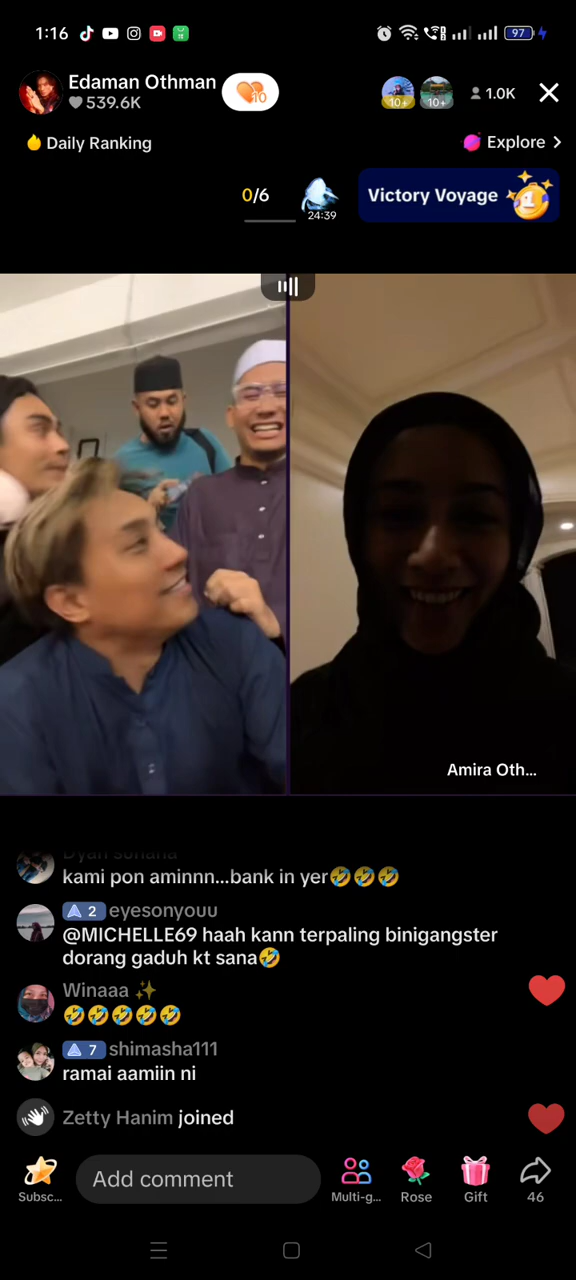 1:16
97
Edaman Othman
539.6K
10
10+
10+
1.0K
Daily Ranking
Explore >
0/6
24:39
Victory Voyage
1
Amira Oth...
kami pon aminnn...bank in yer🤣🤣🤣
2 eyesonyouu
@MICHELLE69 haah kann terpaling binigangster
dorang gaduh kt sana🤣
Winaaa ✨
🤣🤣🤣🤣🤣
7 shimasha111
ramai aamiin ni
Zetty Hanim joined
Add comment
Subsc...
Multi-g...
Rose
Gift
46